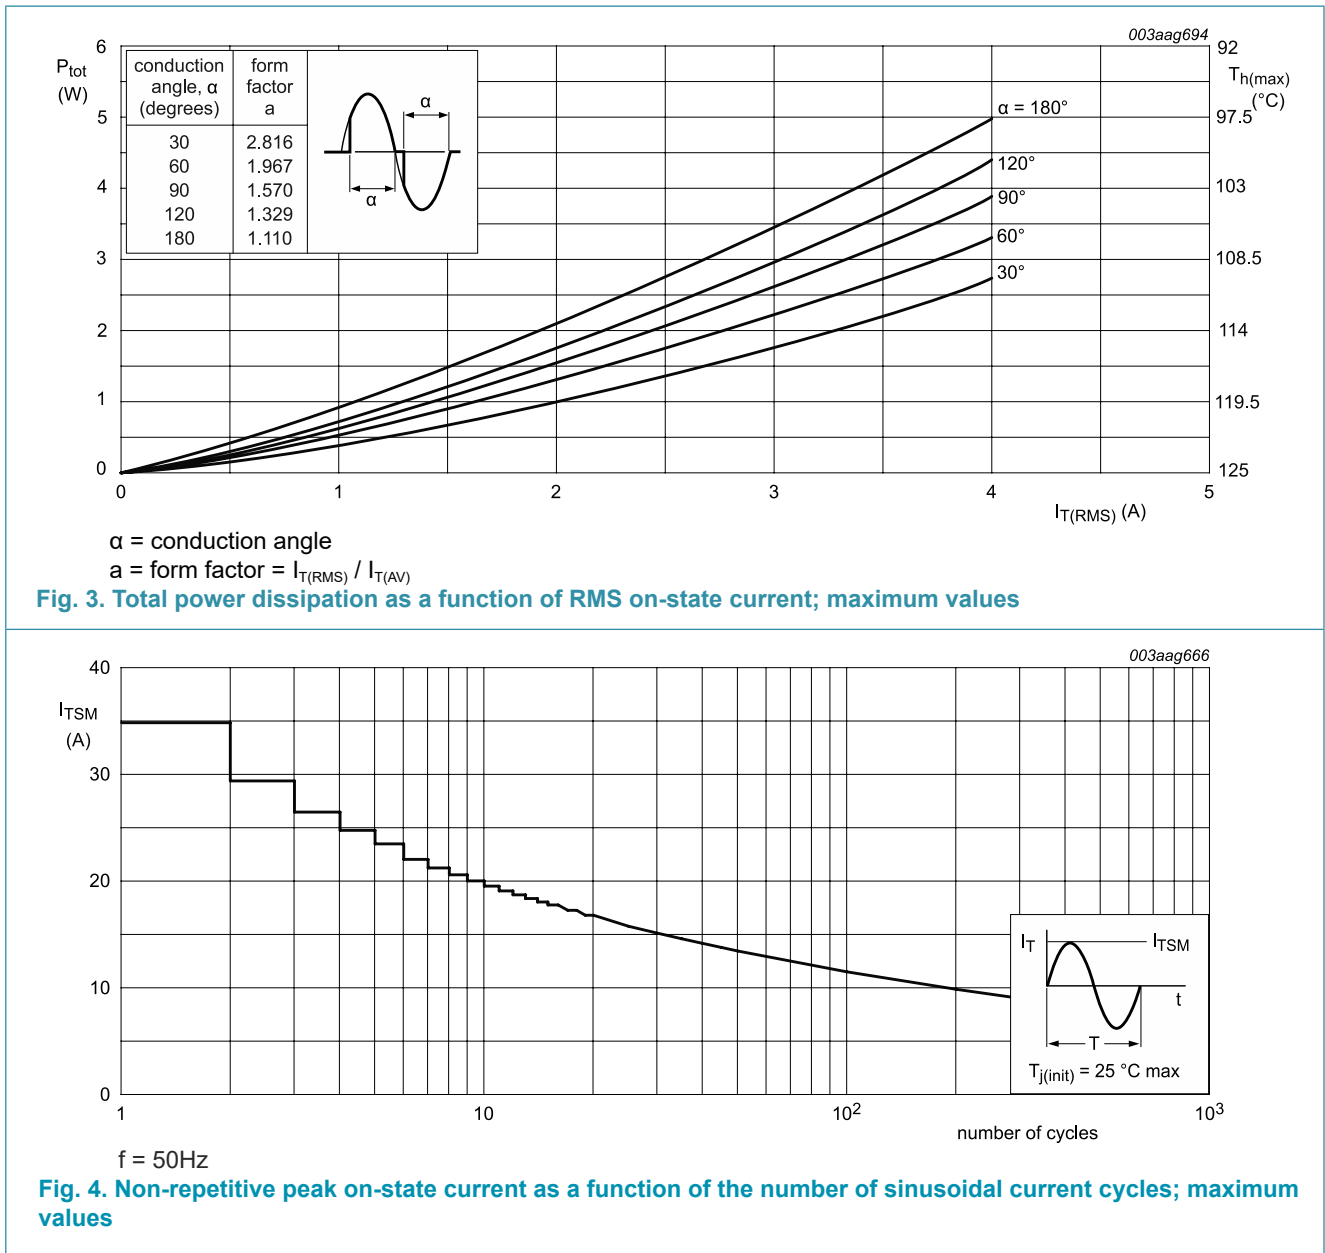 003aag694
6
Ptot
(W)
5
4
3
2
1
0
conduction angle, α (degrees)
form factor a
30 2.816
60 1.967
90 1.570
120 1.329
180 1.110
α
α
α = 180°
120°
90°
60°
30°
92
Th(max)
(°C)
97.5
103
108.5
114
119.5
125
0 1 2 3 4 5
IT(RMS) (A)
α = conduction angle
a = form factor = IT(RMS) / IT(AV)
Fig. 3. Total power dissipation as a function of RMS on-state current; maximum values
003aag666
40
ITSM
(A)
30
20
10
0
IT
ITSM
t
T
Tj(init) = 25 °C max
1 10 10² 10³
number of cycles
f = 50Hz
Fig. 4. Non-repetitive peak on-state current as a function of the number of sinusoidal current cycles; maximum
values